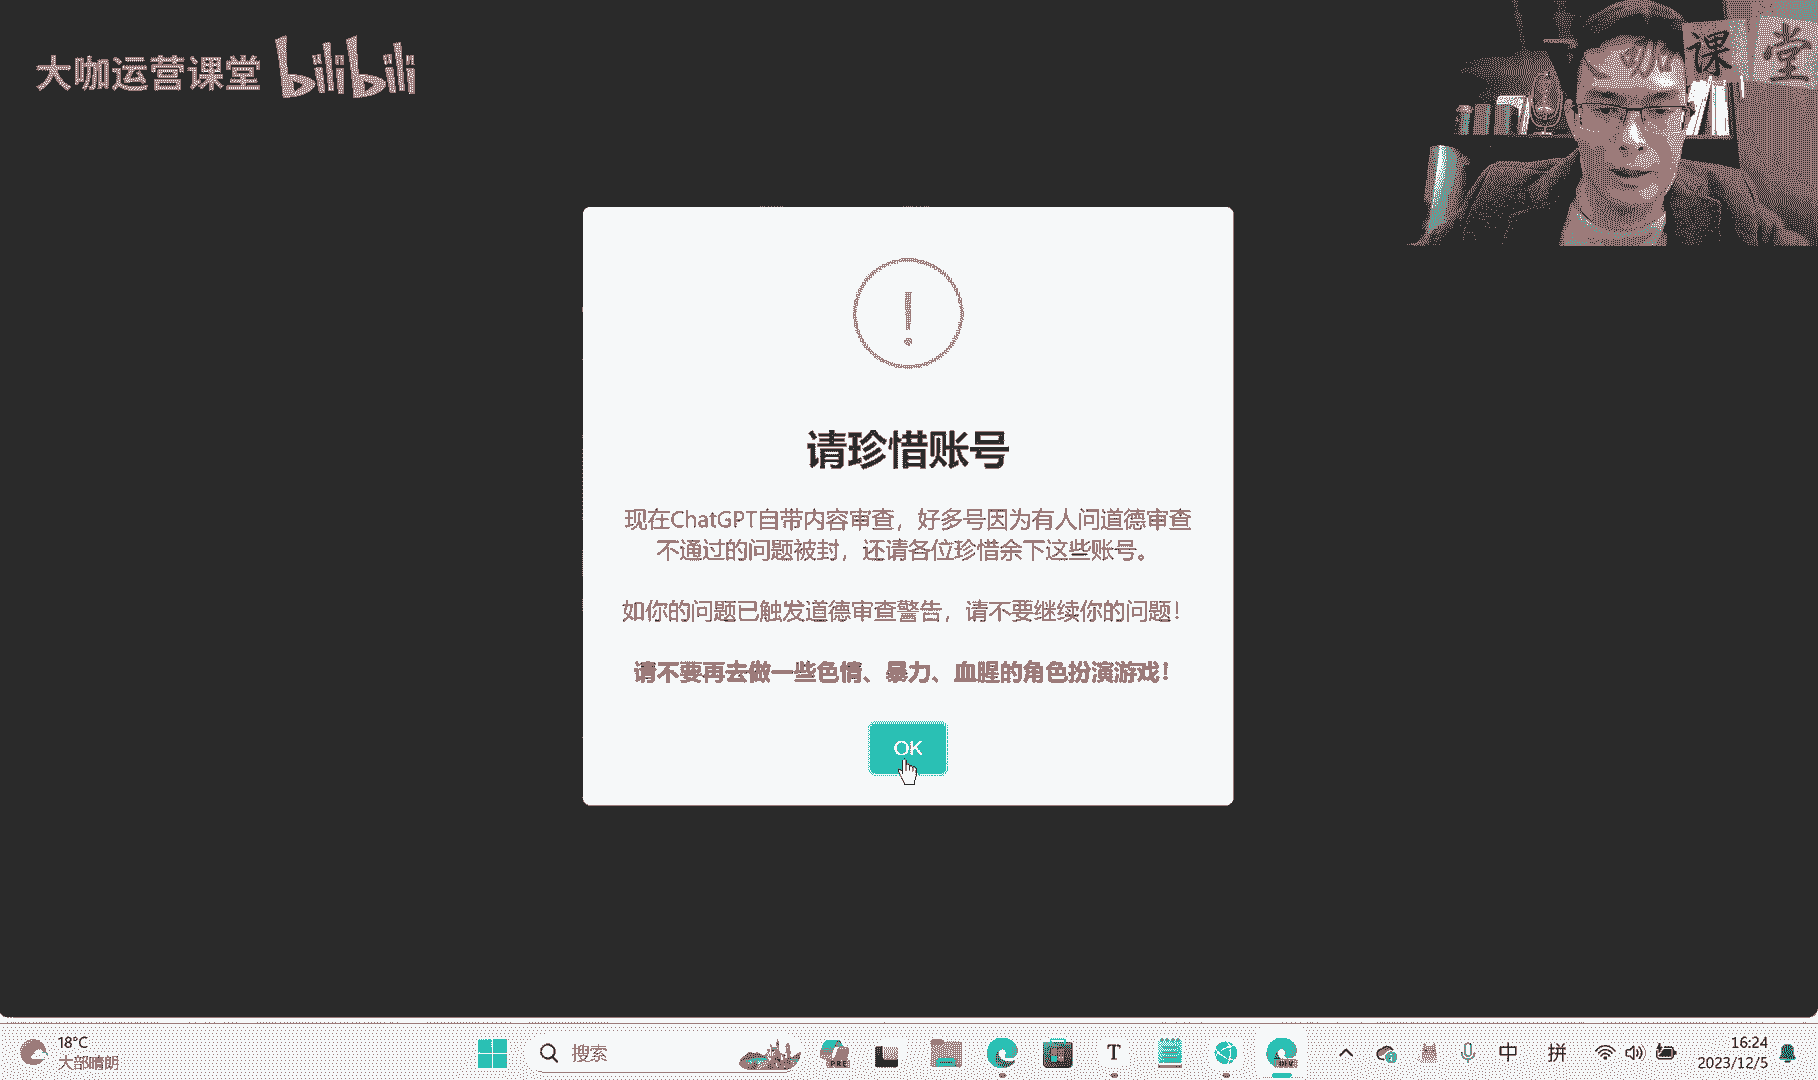 大咖运营课堂 bilibili
咖课堂
请珍惜账号
现在ChatGPT自带内容审查，好多号因为有人问道德审查
不通过的问题被封，还请各位珍惜余下这些账号。
如你的问题已触发道德审查警告，请不要继续你的问题！
请不要再去做一些色情、暴力、血腥的角色扮演游戏！
OK
18°C
大部晴朗
搜索
PRE
T
DEV
中
拼
16:24
2023/12/5